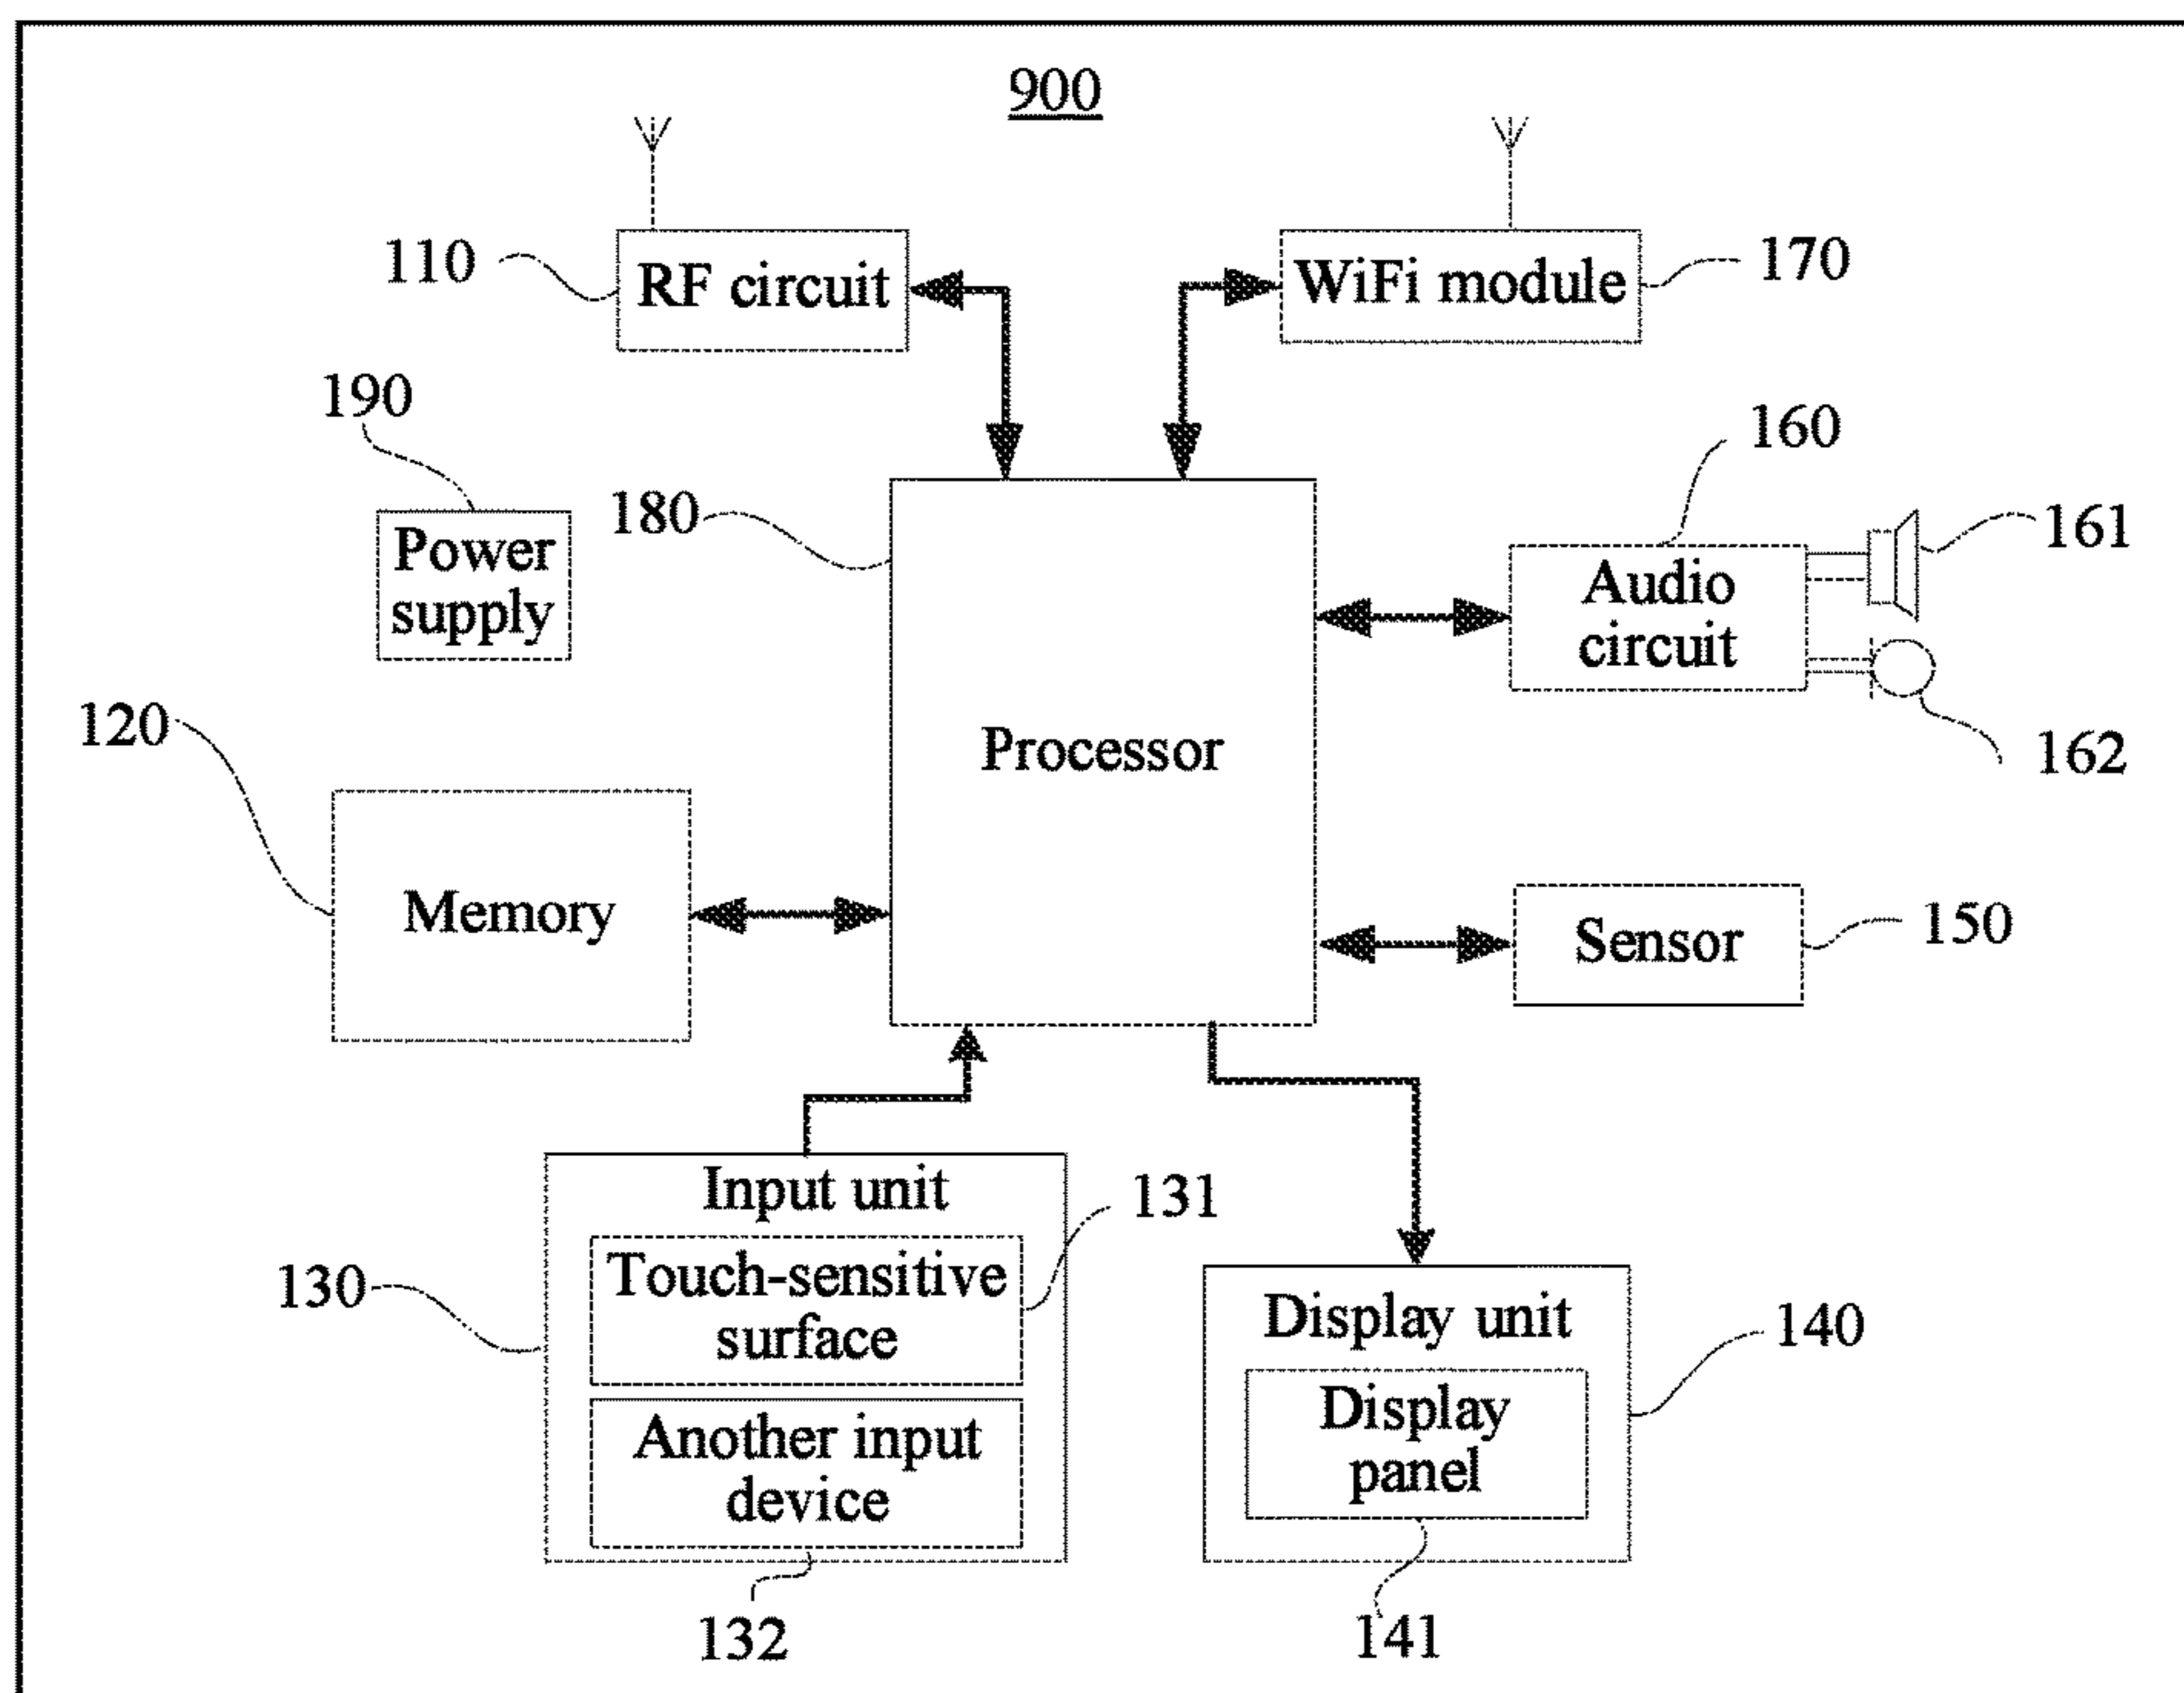 900
110
RF circuit
WiFi module
170
190
160
180
161
Power
supply
Audio
circuit
120
Processor
162
Memory
Sensor
150
Input unit
131
130
Touch-sensitive
surface
Display unit
140
Another input
device
Display
panel
132
141